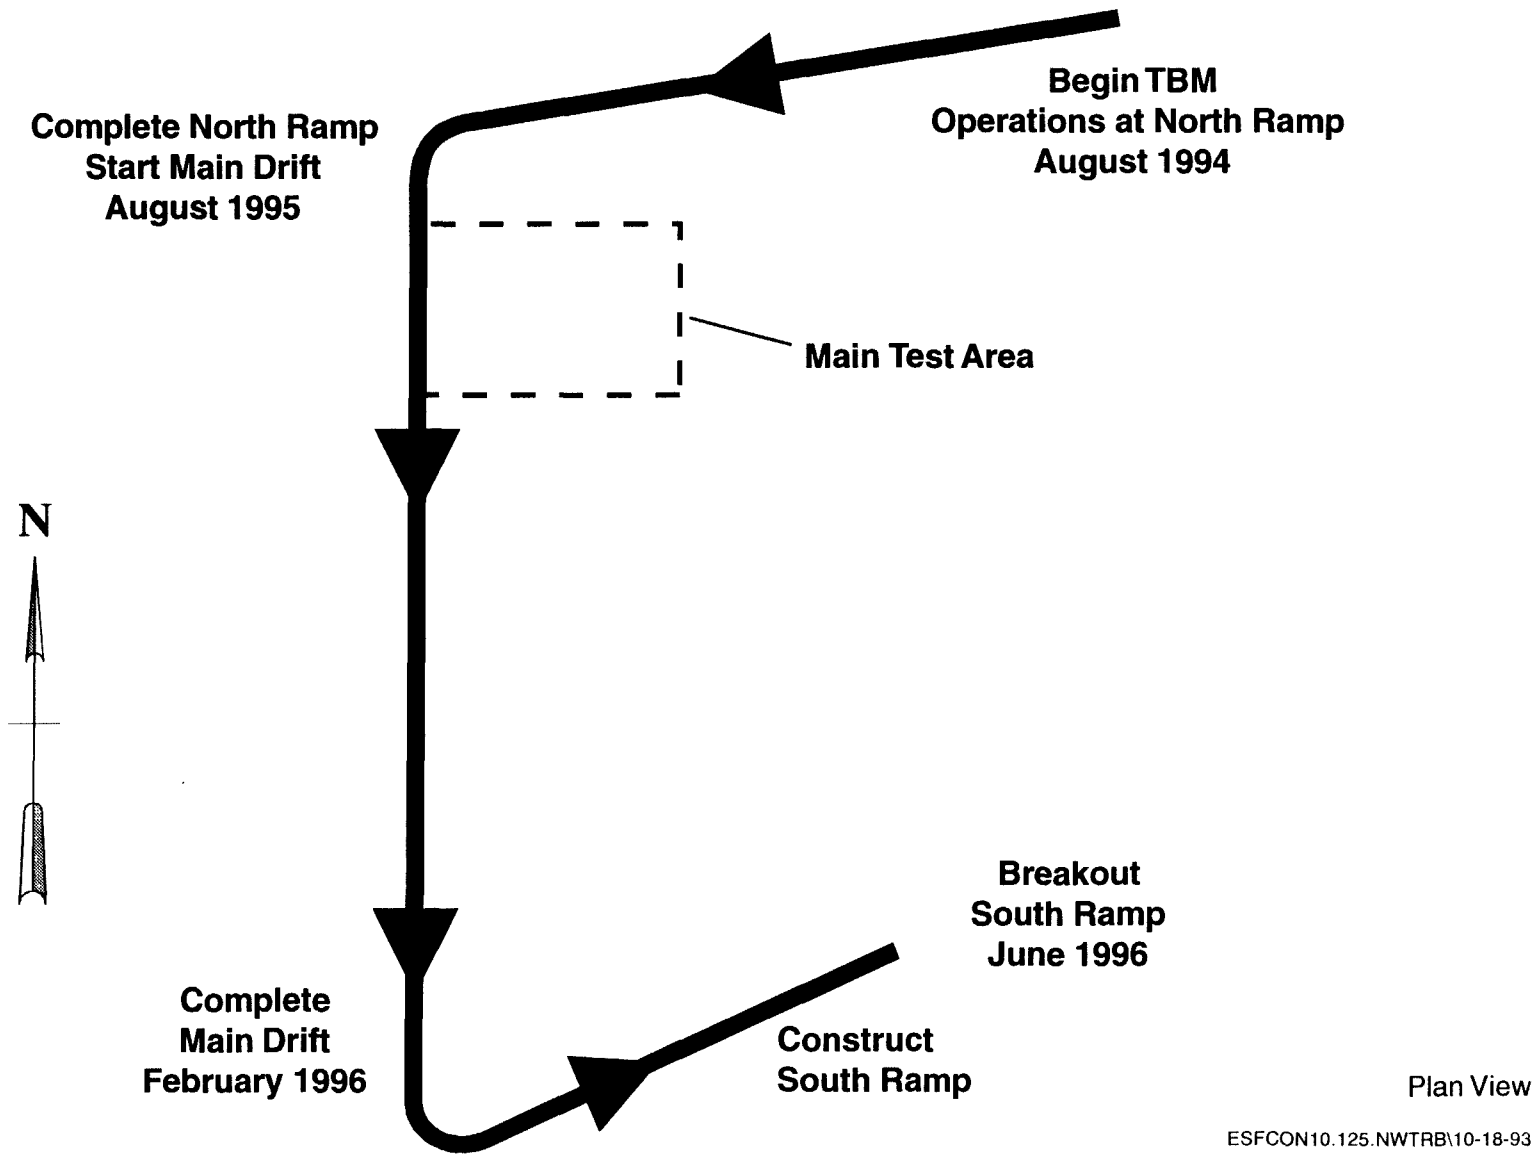 Begin TBM
Operations at North Ramp
August 1994
Complete North Ramp
Start Main Drift
August 1995
Main Test Area
N
Breakout
South Ramp
June 1996
Complete
Main Drift
February 1996
Construct
South Ramp
Plan View
ESFCON10.125.NWTRB\10-18-93